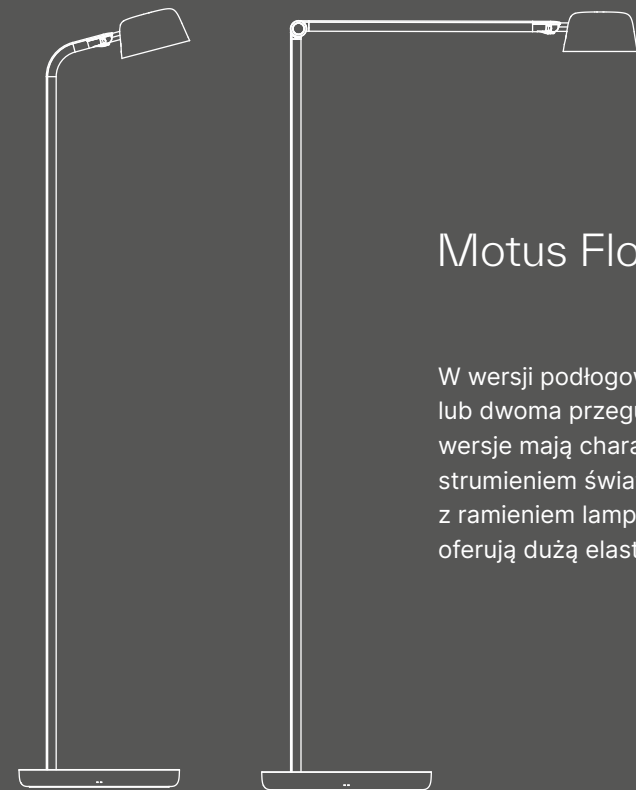 Motus Flo
W wersji podłogow
lub dwoma przegu
wersje mają chara
strumieniem świa
z ramieniem lamp
oferują dużą elast